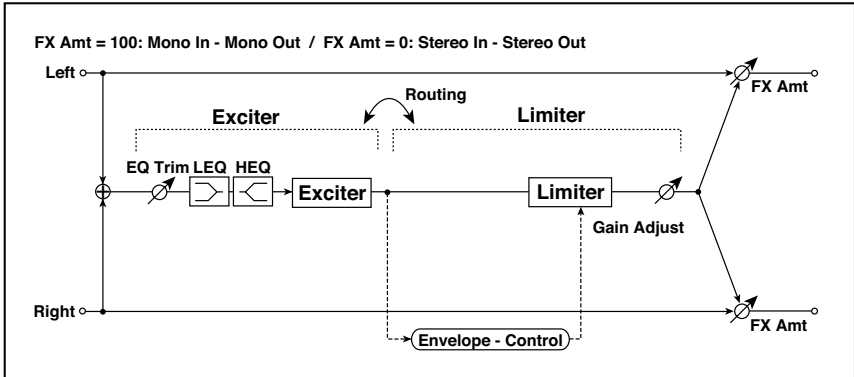 FX Amt = 100: Mono In - Mono Out / FX Amt = 0: Stereo In - Stereo Out
Left
FX Amt
Routing
Exciter
Limiter
EQ Trim LEQ HEQ
Exciter
Limiter
Gain Adjust
Right
FX Amt
Envelope - Control